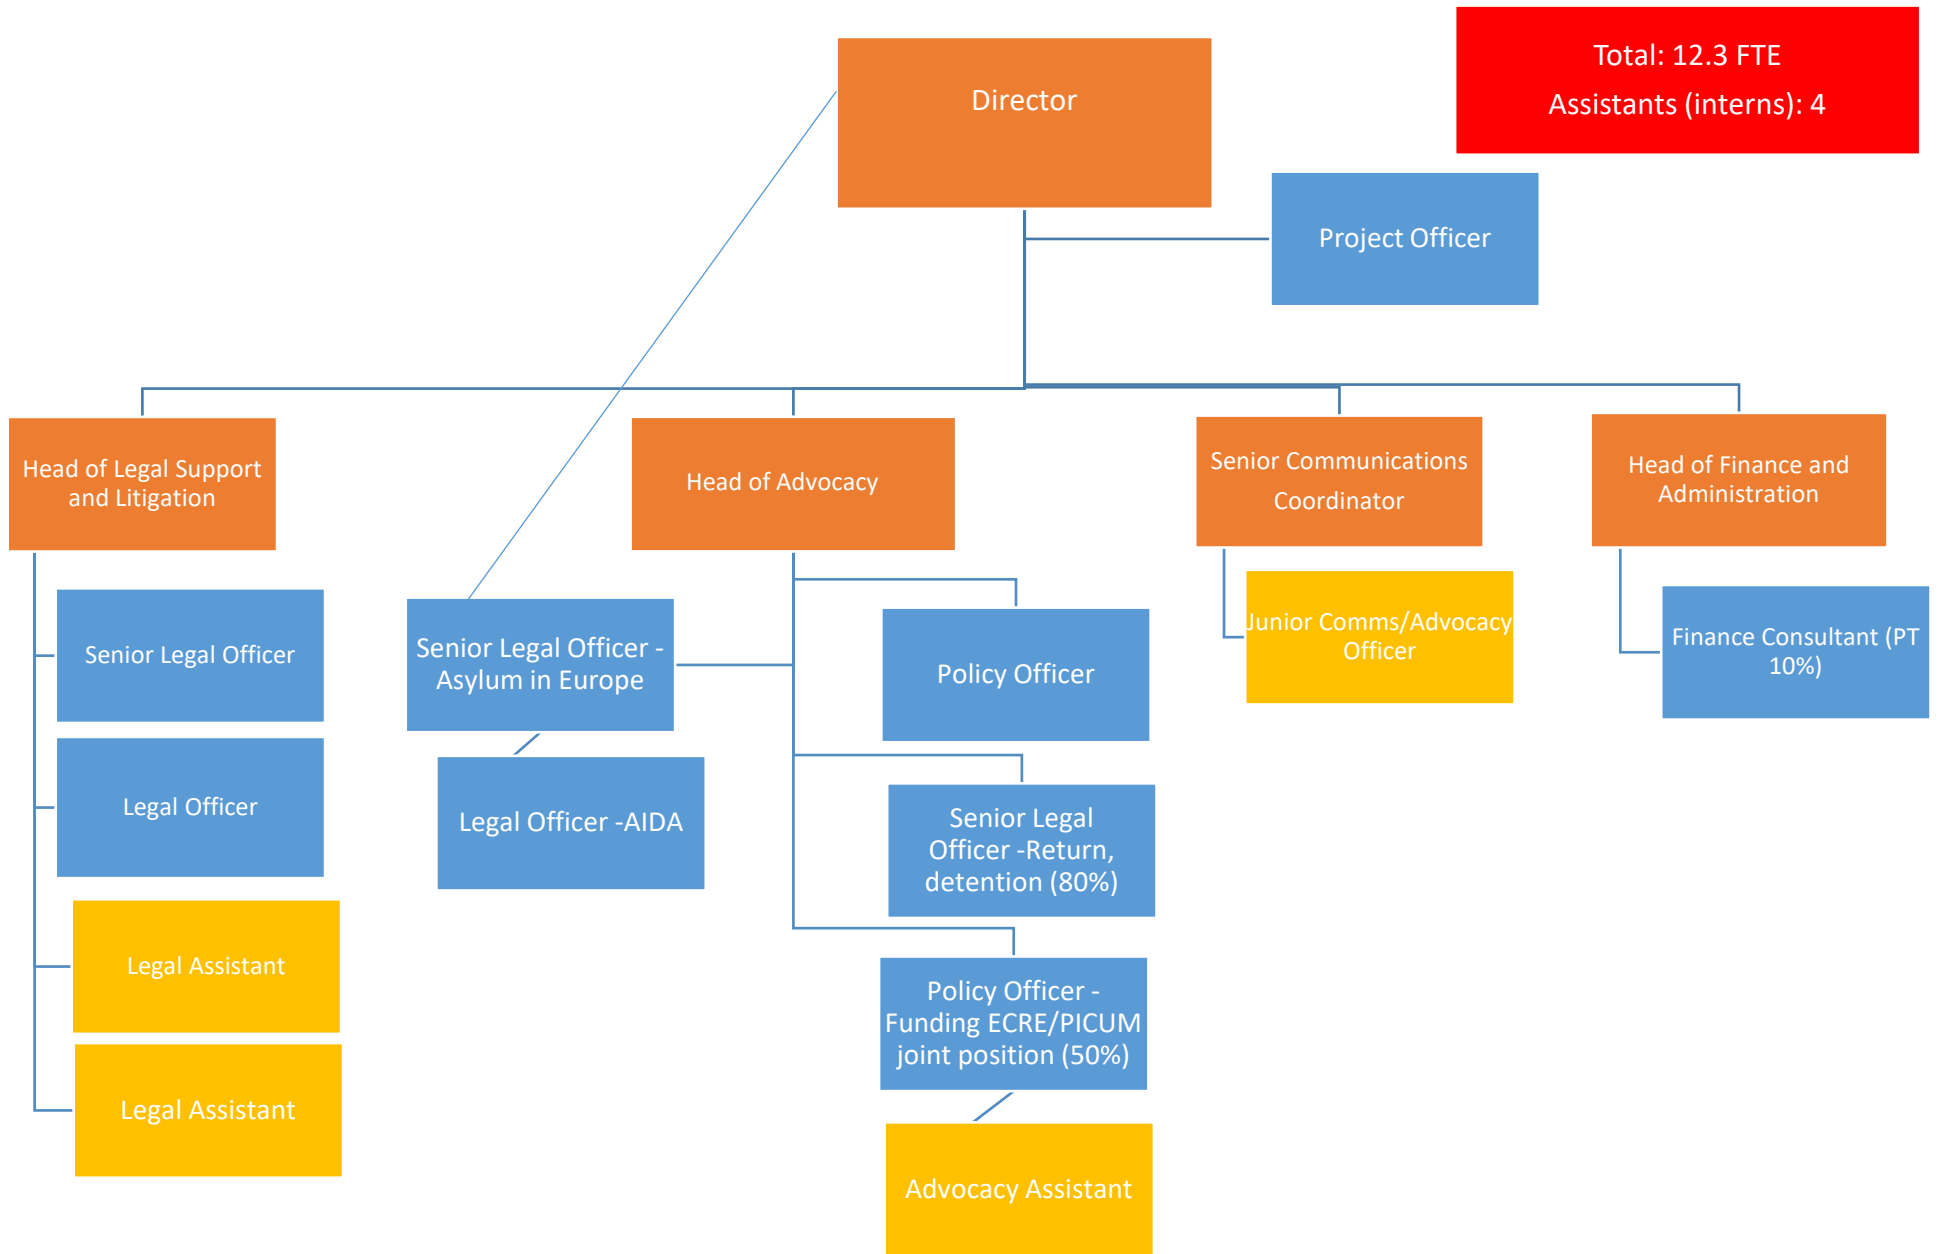 Total: 12.3 FTE
Assistants (interns): 4
Director
Project Officer
Head of Legal Support
and Litigation
Head of Advocacy
Senior Communications
Coordinator
Head of Finance and
Administration
Senior Legal Officer
Legal Officer
Legal Assistant
Legal Assistant
Senior Legal Officer -
Asylum in Europe
Legal Officer -AIDA
Policy Officer
Senior Legal
Officer -Return,
detention (80%)
Policy Officer -
Funding ECRE/PICUM
joint position (50%)
Advocacy Assistant
Junior Comms/Advocacy
Officer
Finance Consultant (PT
10%)